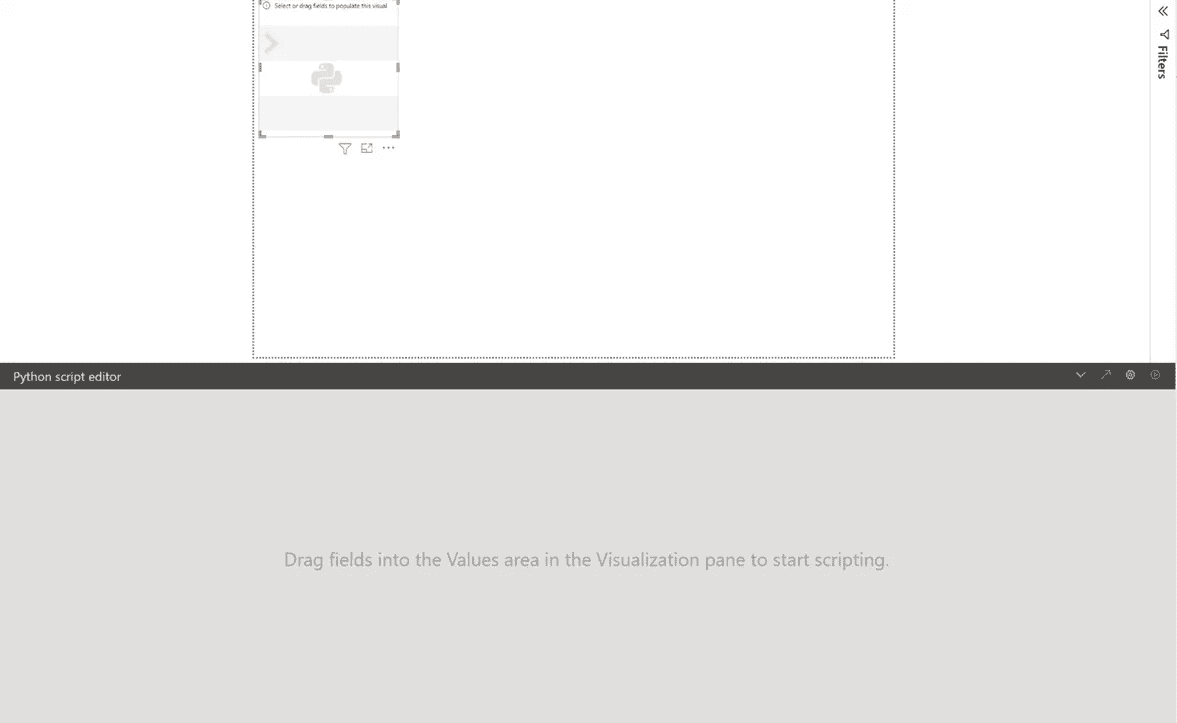 Select or drag fields to populate this visual
Filters
Python script editor
Drag fields into the Values area in the Visualization pane to start scripting.